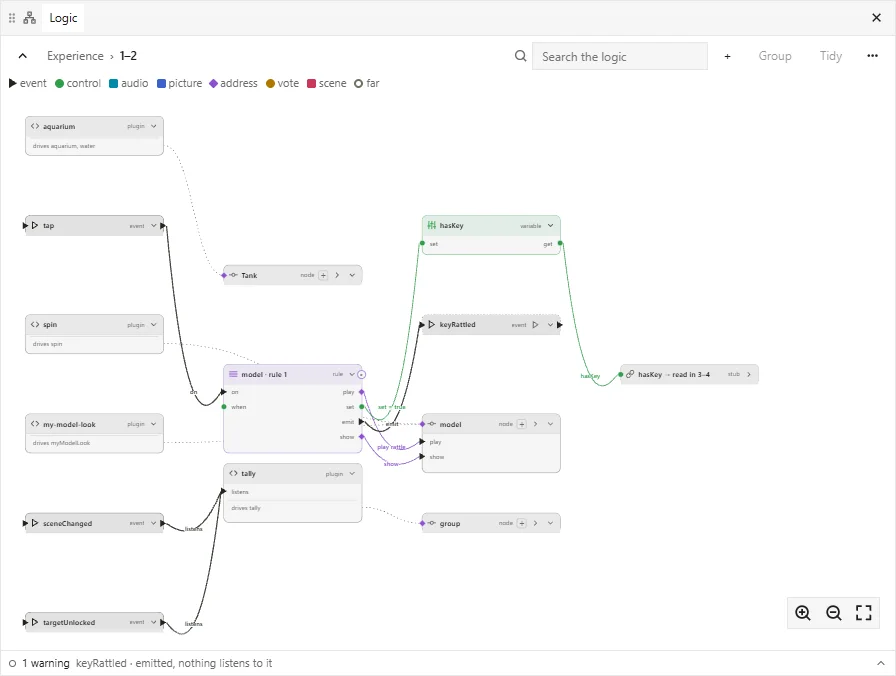 Logic
Experience › 1–2
Search the logic
+
Group
Tidy
event
control
audio
picture
address
vote
scene
far
aquarium
plugin
drives aquarium, water
tap
event
hasKey
variable
set
get
Tank
node
+
spin
plugin
drives spin
keyRattled
event
model · rule 1
rule
on
on
play
when
set
emit
show
set = true
emit
play rattle
show
hasKey
hasKey → read in 3–4
stub
my-model-look
plugin
drives myModelLook
model
node
+
play
show
tally
plugin
listens
drives tally
sceneChanged
event
listens
group
node
+
targetUnlocked
event
listens
1 warning
keyRattled · emitted, nothing listens to it